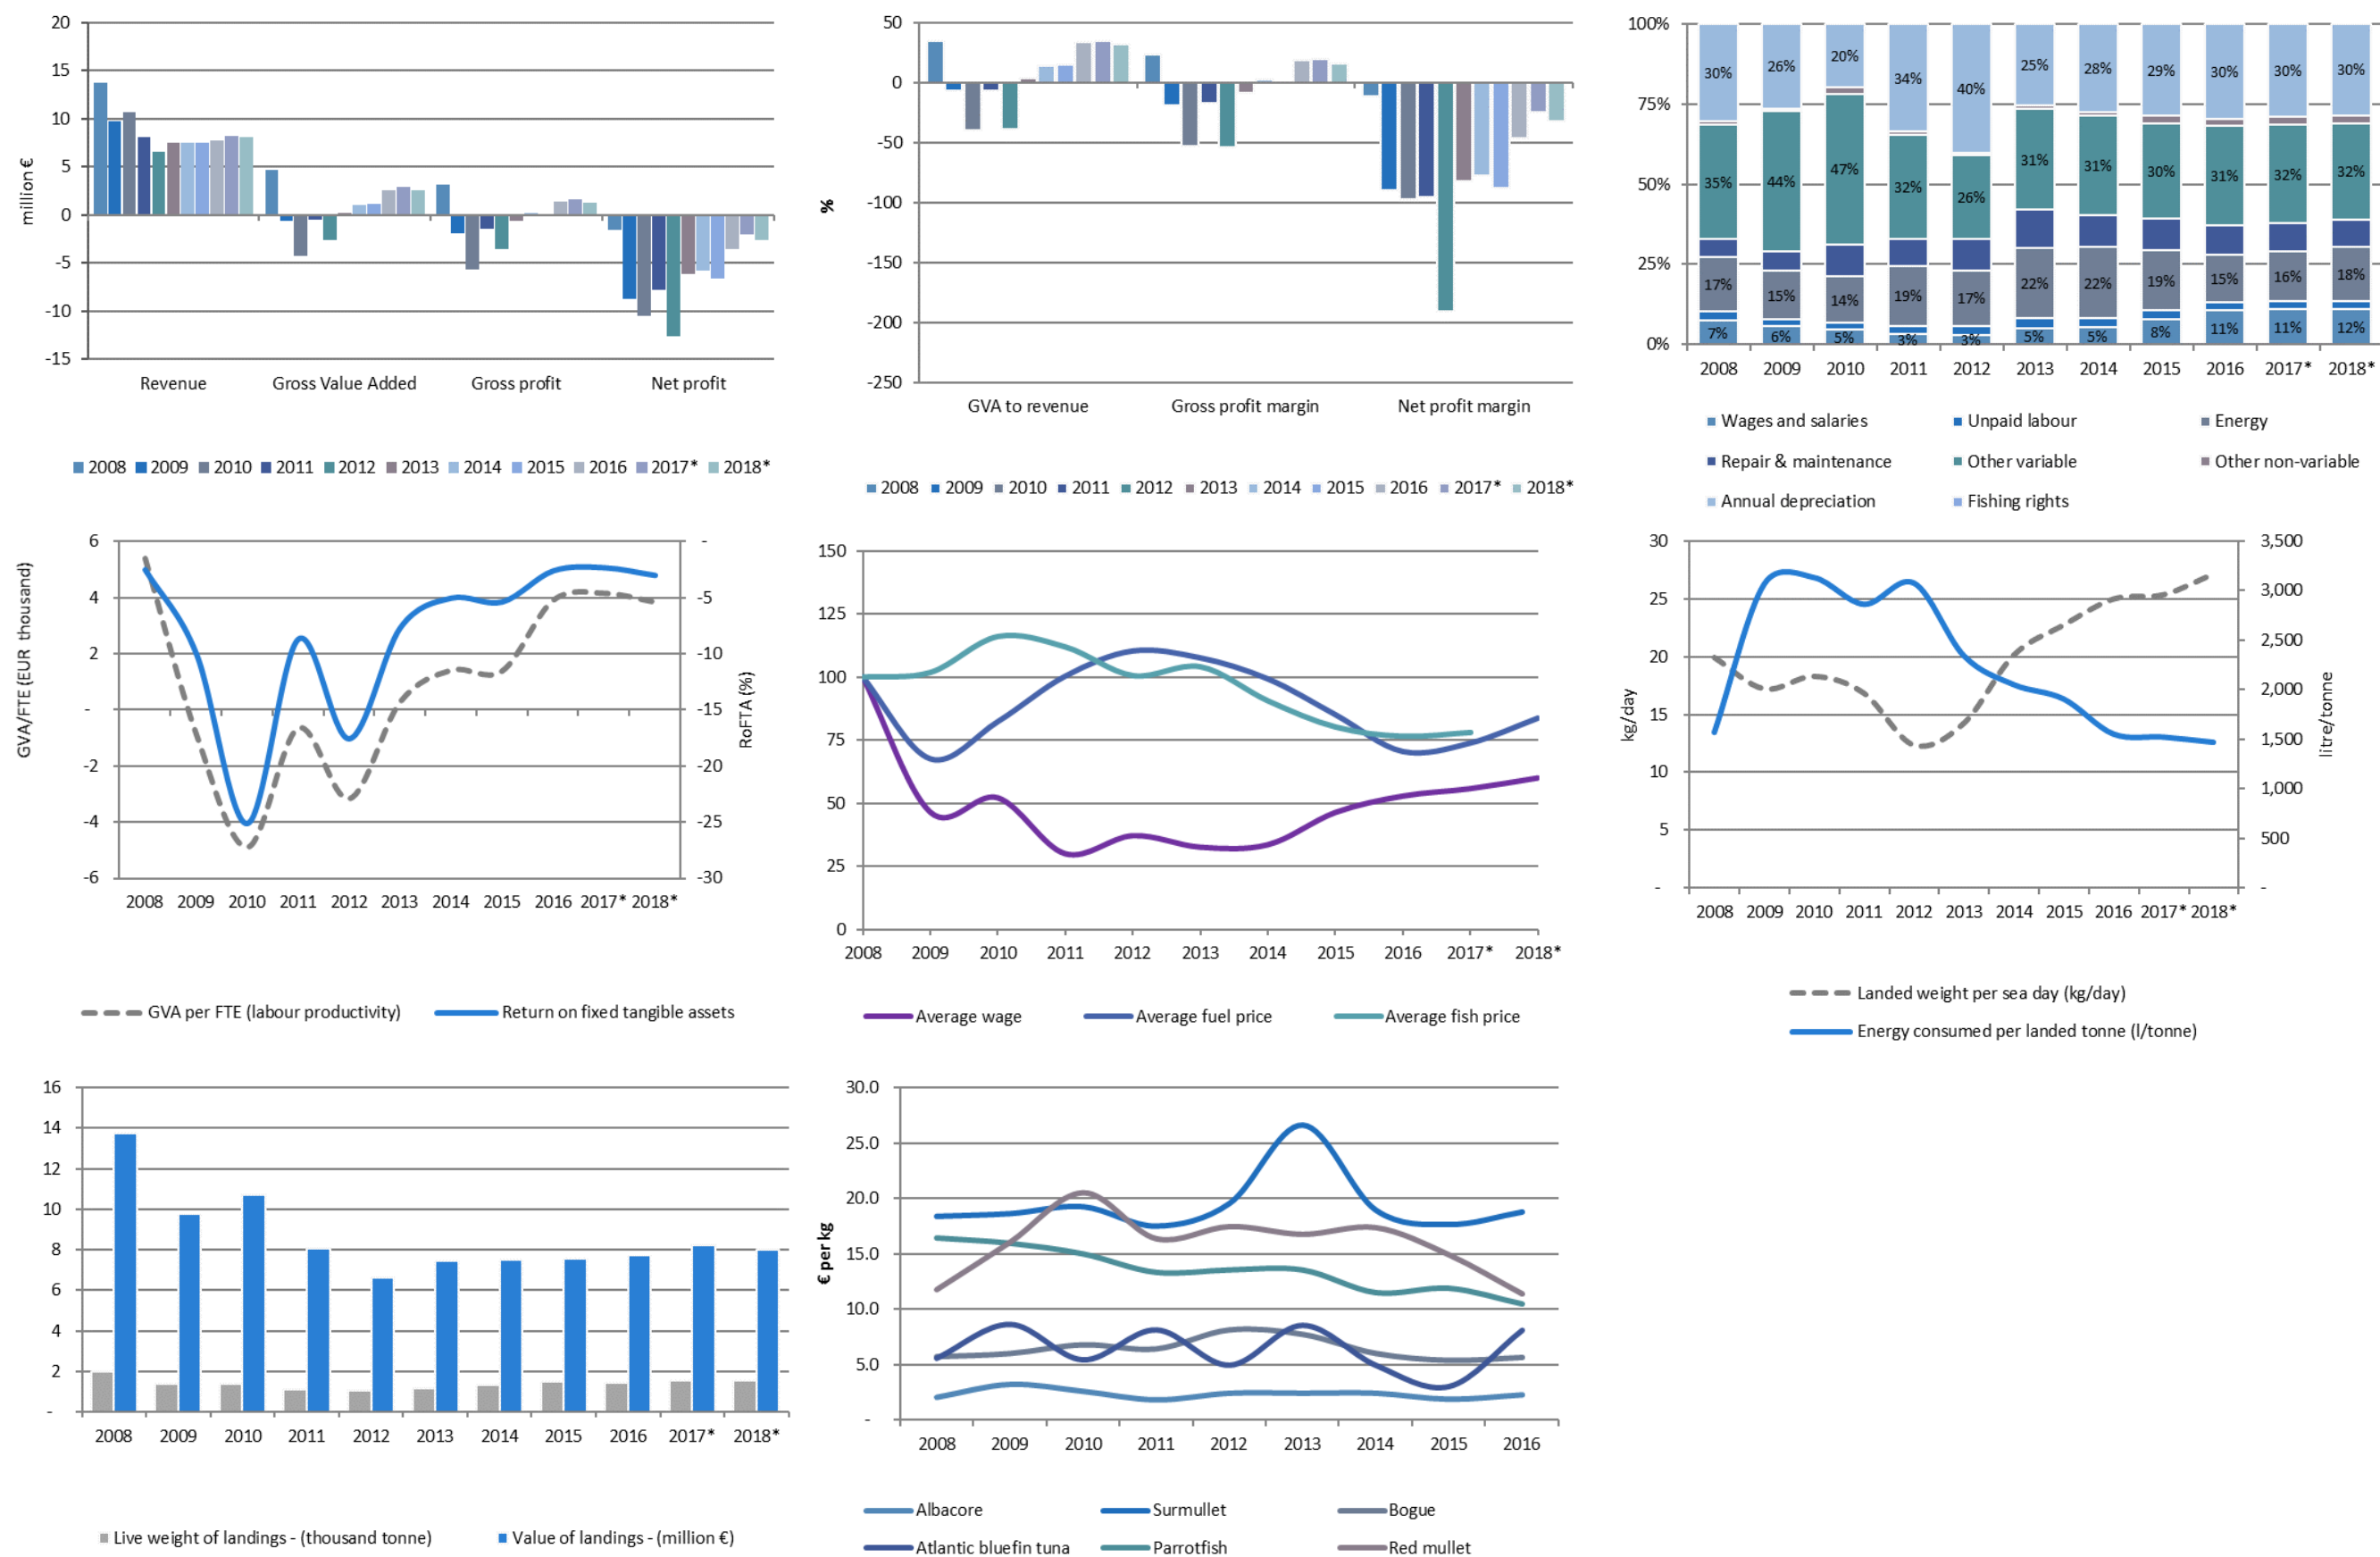 20
15
10
5
0
-5
-10
-15
million €
Revenue Gross Value Added Gross profit Net profit
2008 2009 2010 2011 2012 2013 2014 2015 2016 2017* 2018*
50
0
-50
-100
-150
-200
-250
%
GVA to revenue Gross profit margin Net profit margin
2008 2009 2010 2011 2012 2013 2014 2015 2016 2017* 2018*
100%
75%
50%
25%
0%
30% 26% 20% 34% 40% 25% 28% 29% 30% 30% 30%
35% 44% 47% 32% 26% 31% 31% 30% 31% 32% 32%
17% 15% 14% 19% 17% 22% 22% 19% 15% 16% 18%
7% 6% 5% 3% 3% 5% 5% 8% 11% 11% 12%
2008 2009 2010 2011 2012 2013 2014 2015 2016 2017* 2018*
Wages and salaries Unpaid labour Energy
Repair & maintenance Other variable Other non-variable
Annual depreciation Fishing rights
GVA/FTE (EUR thousand)
6
4
2
-
-2
-4
-6
-
-5
-10
-15
-20
-25
-30
RoFTA (%)
2008 2009 2010 2011 2012 2013 2014 2015 2016 2017* 2018*
GVA per FTE (labour productivity) Return on fixed tangible assets
150
125
100
75
50
25
0
2008 2009 2010 2011 2012 2013 2014 2015 2016 2017* 2018*
Average wage Average fuel price Average fish price
kg/day
30
25
20
15
10
5
-
3,500
3,000
2,500
2,000
1,500
1,000
500
-
litre/tonne
2008 2009 2010 2011 2012 2013 2014 2015 2016 2017* 2018*
Landed weight per sea day (kg/day)
Energy consumed per landed tonne (l/tonne)
16
14
12
10
8
6
4
2
-
2008 2009 2010 2011 2012 2013 2014 2015 2016 2017* 2018*
Live weight of landings - (thousand tonne) Value of landings - (million €)
€ per kg
30.0
25.0
20.0
15.0
10.0
5.0
-
2008 2009 2010 2011 2012 2013 2014 2015 2016
Albacore Surmullet Bogue
Atlantic bluefin tuna Parrotfish Red mullet